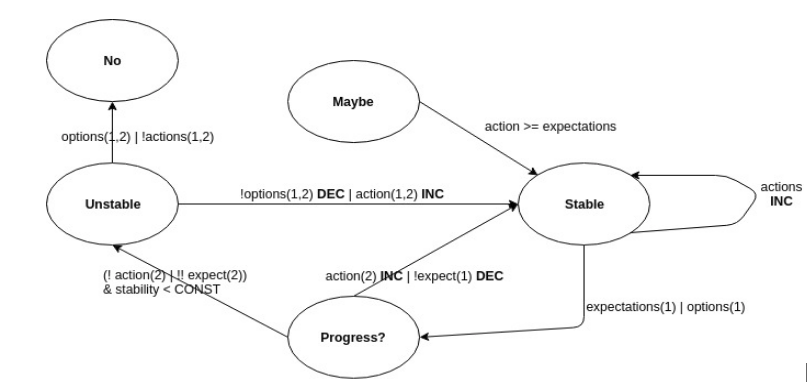 No
Maybe
action >= expectations
options(1,2) | !actions(1,2)
Unstable
!options(1,2) DEC | action(1,2) INC
Stable
actions
INC
(! action(2) | !! expect(2))
& stability < CONST
action(2) INC | !expect(1) DEC
expectations(1) | options(1)
Progress?